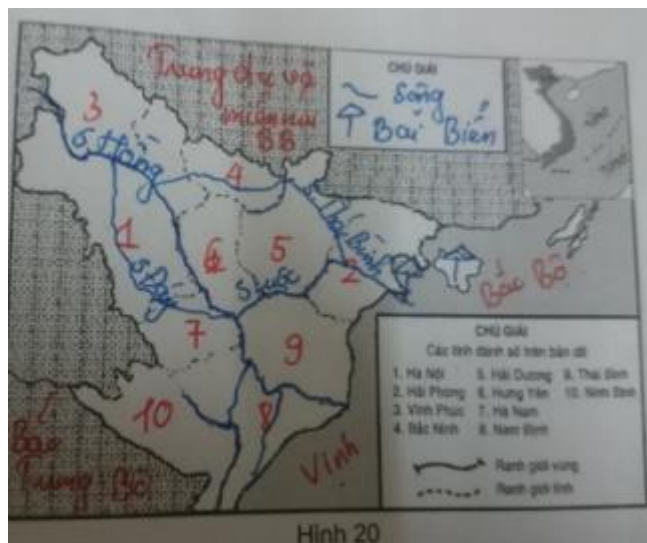 Trung du và
miền núi
BB
CHÚ GIẢI
Sông
Bãi Biển
3
S Hồng
4
1
6
5
S. Thái Bình
2
S Đáy
S Luộc
Bắc Bộ
7
9
10
8
Vịnh
Bắc
Trung Bộ
CHÚ GIẢI
Các tỉnh đánh số trên bản đồ
1. Hà Nội 5. Hải Dương 9. Thái Bình
2. Hải Phòng 6. Hưng Yên 10. Ninh Bình
3. Vĩnh Phúc 7. Hà Nam
4. Bắc Ninh 8. Nam Định
Ranh giới vùng
Ranh giới tỉnh
Hình 20